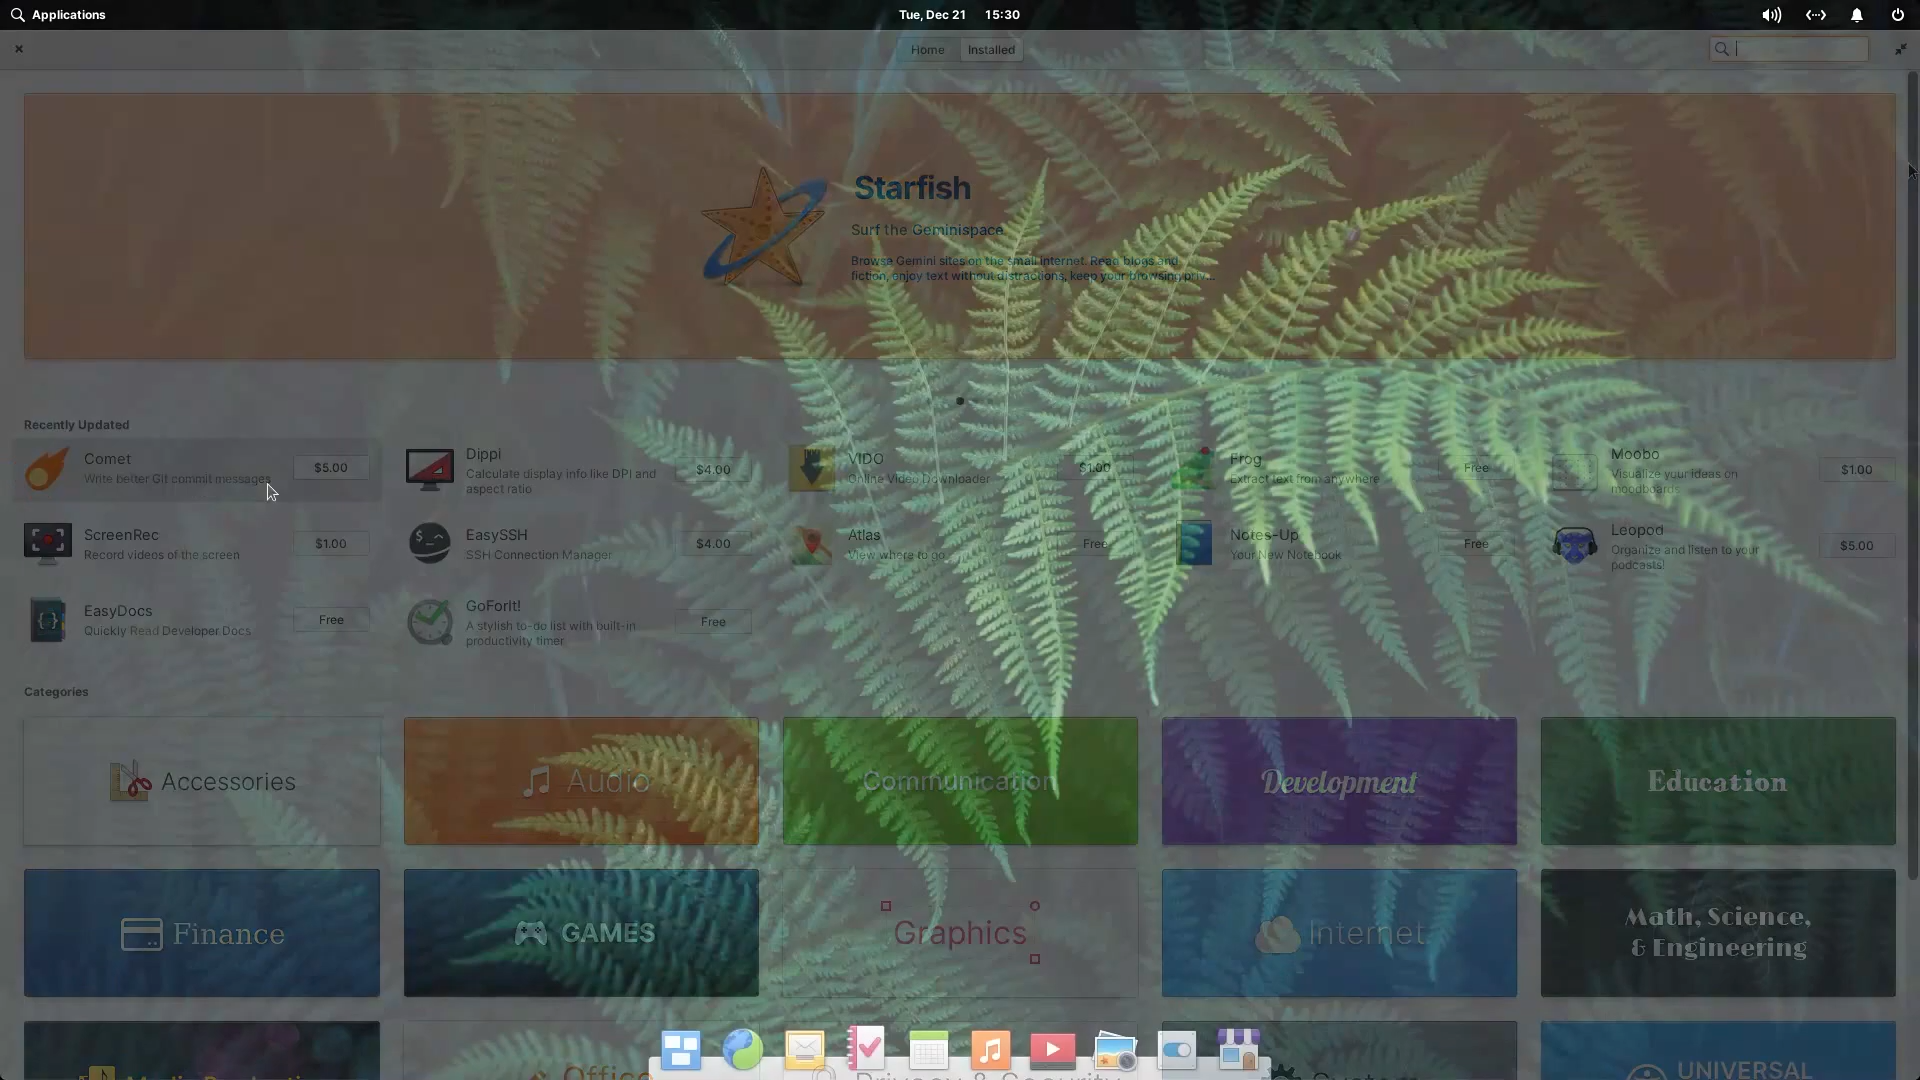 Applications
Tue, Dec 21 15:30
Home Installed
Starfish
Surf the Geminispace
Browse Gemini sites on the small internet. Read blogs and
fiction, enjoy text without distractions, keep your browsing priv...
Recently Updated
Comet
Write better Git commit messages
$5.00
Dippi
Calculate display info like DPI and
aspect ratio
$4.00
VIDO
Online Video Downloader
$1.00
Frog
Extract text from anywhere
Free
Moobo
Visualize your ideas on
moodboards
$1.00
ScreenRec
Record videos of the screen
$1.00
EasySSH
SSH Connection Manager
$4.00
Atlas
View where to go
Free
Notes-Up
Your New Notebook
Free
Leopod
Organize and listen to your
podcasts!
$5.00
EasyDocs
Quickly Read Developer Docs
Free
GoForIt!
A stylish to-do list with built-in
productivity timer
Free
Categories
Accessories
Audio
Communication
Development
Education
Finance
GAMES
Graphics
Internet
Math, Science,
& Engineering
Office
Privacy & Security
System
UNIVERSAL